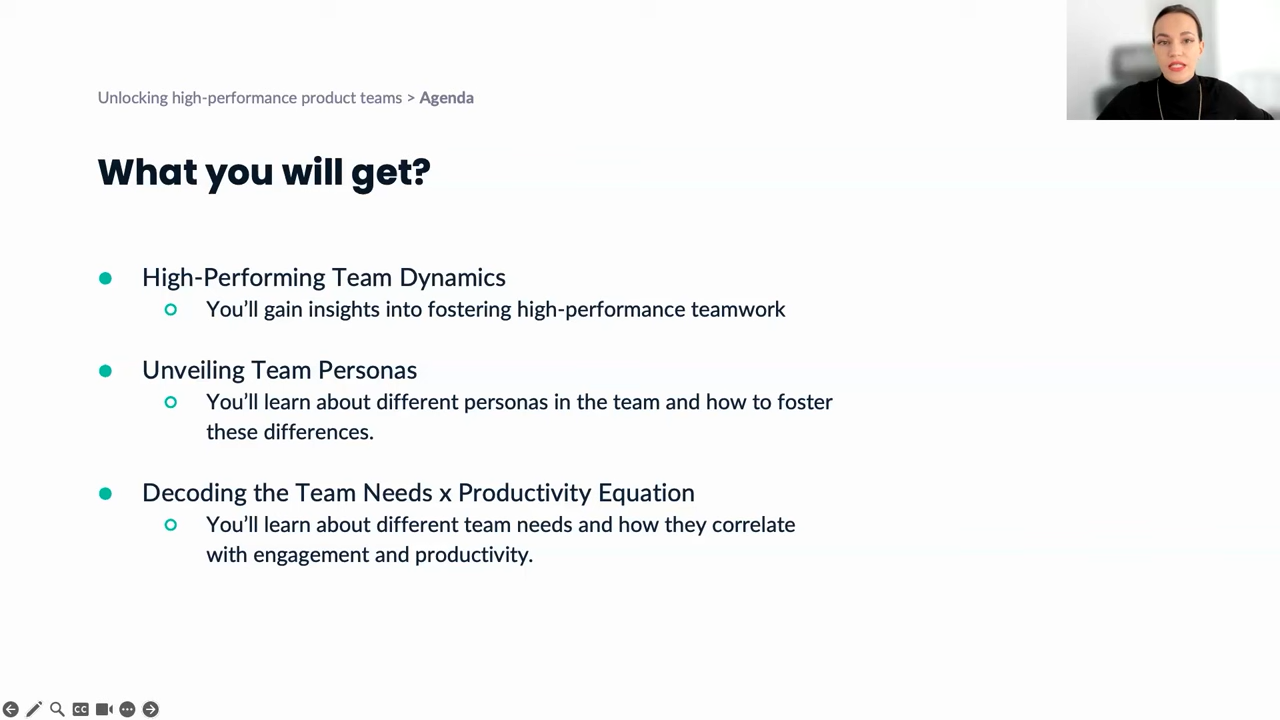 Unlocking high-performance product teams > Agenda
What you will get?
High-Performing Team Dynamics
You'll gain insights into fostering high-performance teamwork
Unveiling Team Personas
You'll learn about different personas in the team and how to foster
these differences.
Decoding the Team Needs x Productivity Equation
You'll learn about different team needs and how they correlate
with engagement and productivity.
CC